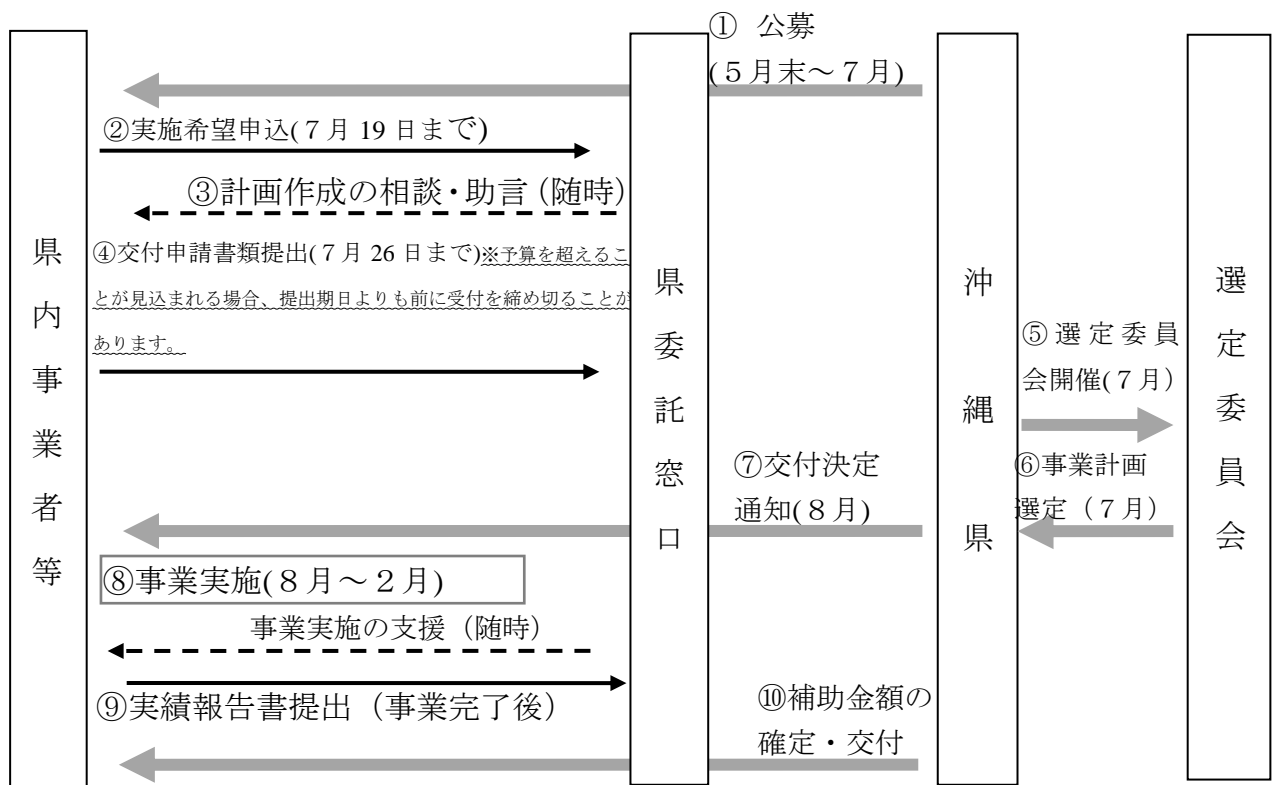 ① 公募
(５月末～７月)
②実施希望申込(７月 19 日まで)
③計画作成の相談・助言（随時）
④交付申請書類提出(７月 26 日まで)※予算を超えるこ
とが見込まれる場合、提出期日よりも前に受付を締め切ることが
あります。
県内事業者等
県委託窓口
沖縄県
選定委員会
⑤選定委員
会開催(７月）
⑥事業計画
選定（７月）
⑦交付決定
通知(８月)
⑧事業実施(８月～２月)
事業実施の支援（随時）
⑨実績報告書提出（事業完了後）
⑩補助金額の
確定・交付